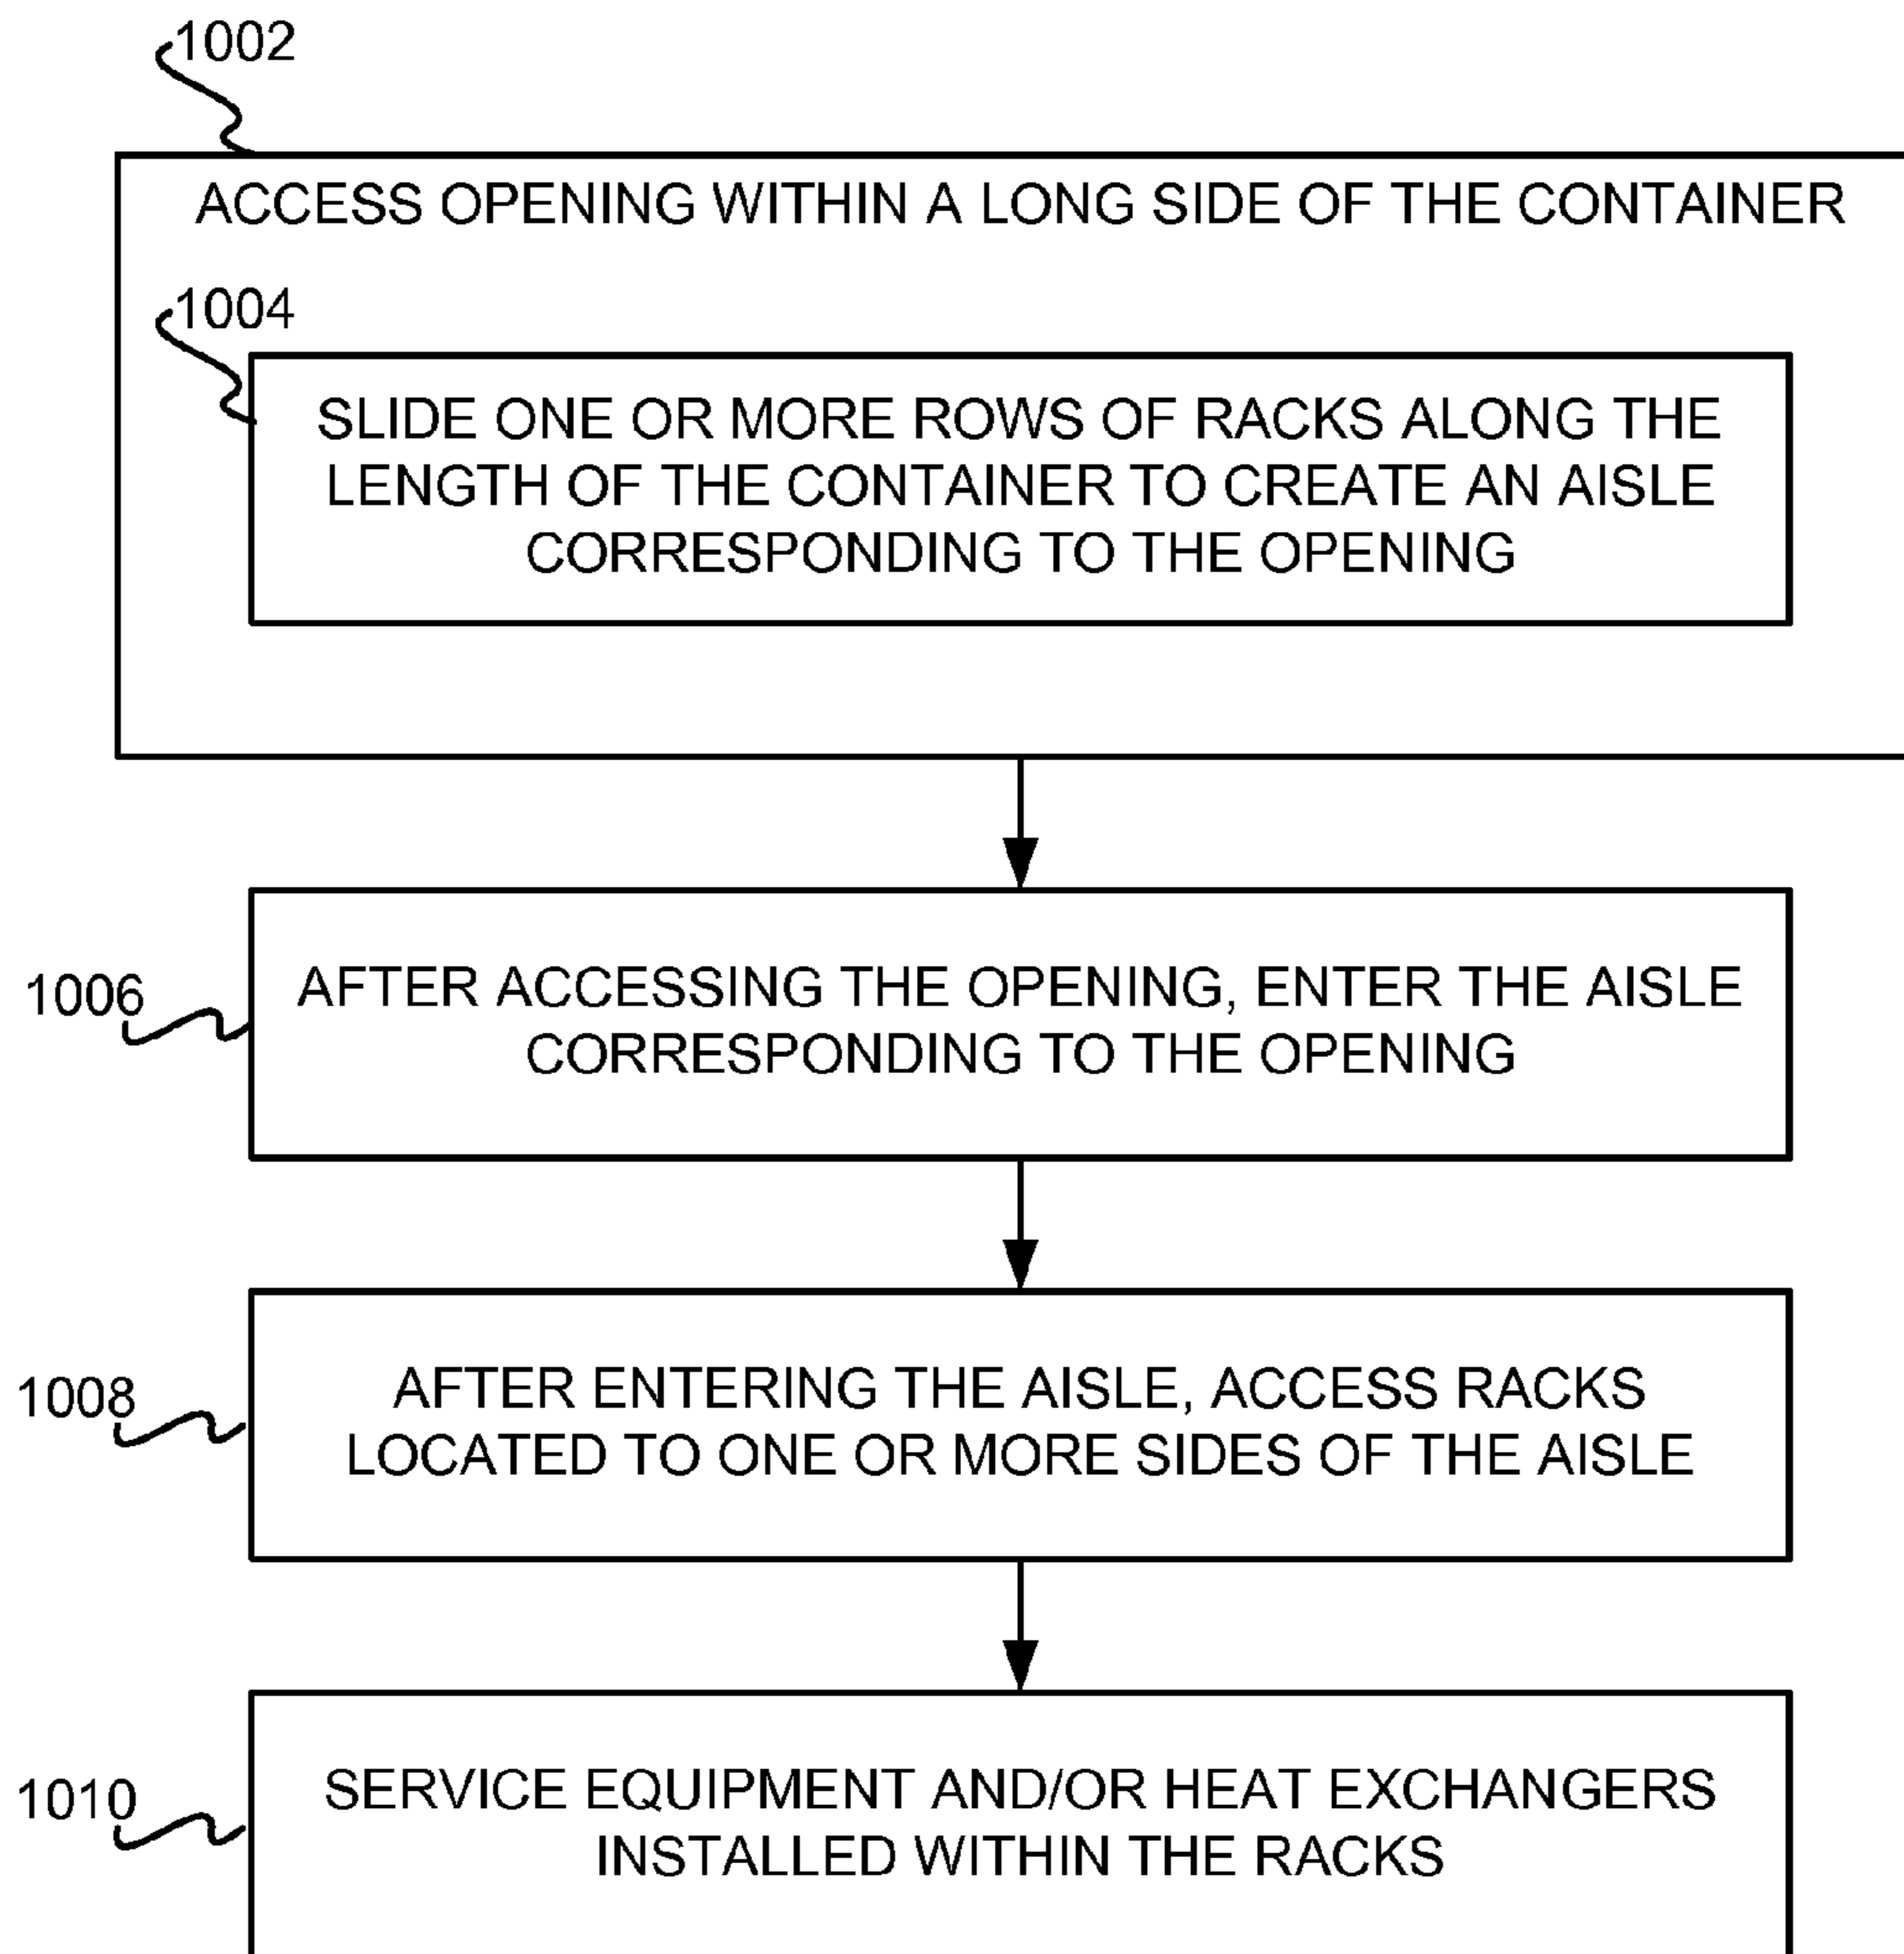 1002
ACCESS OPENING WITHIN A LONG SIDE OF THE CONTAINER
1004
SLIDE ONE OR MORE ROWS OF RACKS ALONG THE
LENGTH OF THE CONTAINER TO CREATE AN AISLE
CORRESPONDING TO THE OPENING
1006
AFTER ACCESSING THE OPENING, ENTER THE AISLE
CORRESPONDING TO THE OPENING
1008
AFTER ENTERING THE AISLE, ACCESS RACKS
LOCATED TO ONE OR MORE SIDES OF THE AISLE
1010
SERVICE EQUIPMENT AND/OR HEAT EXCHANGERS
INSTALLED WITHIN THE RACKS